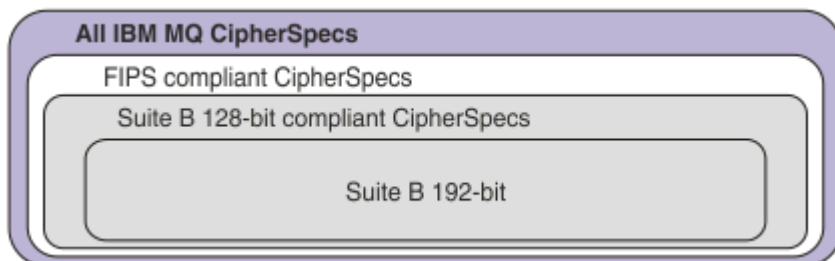 All IBM MQ CipherSpecs
FIPS compliant CipherSpecs
Suite B 128-bit compliant CipherSpecs
Suite B 192-bit